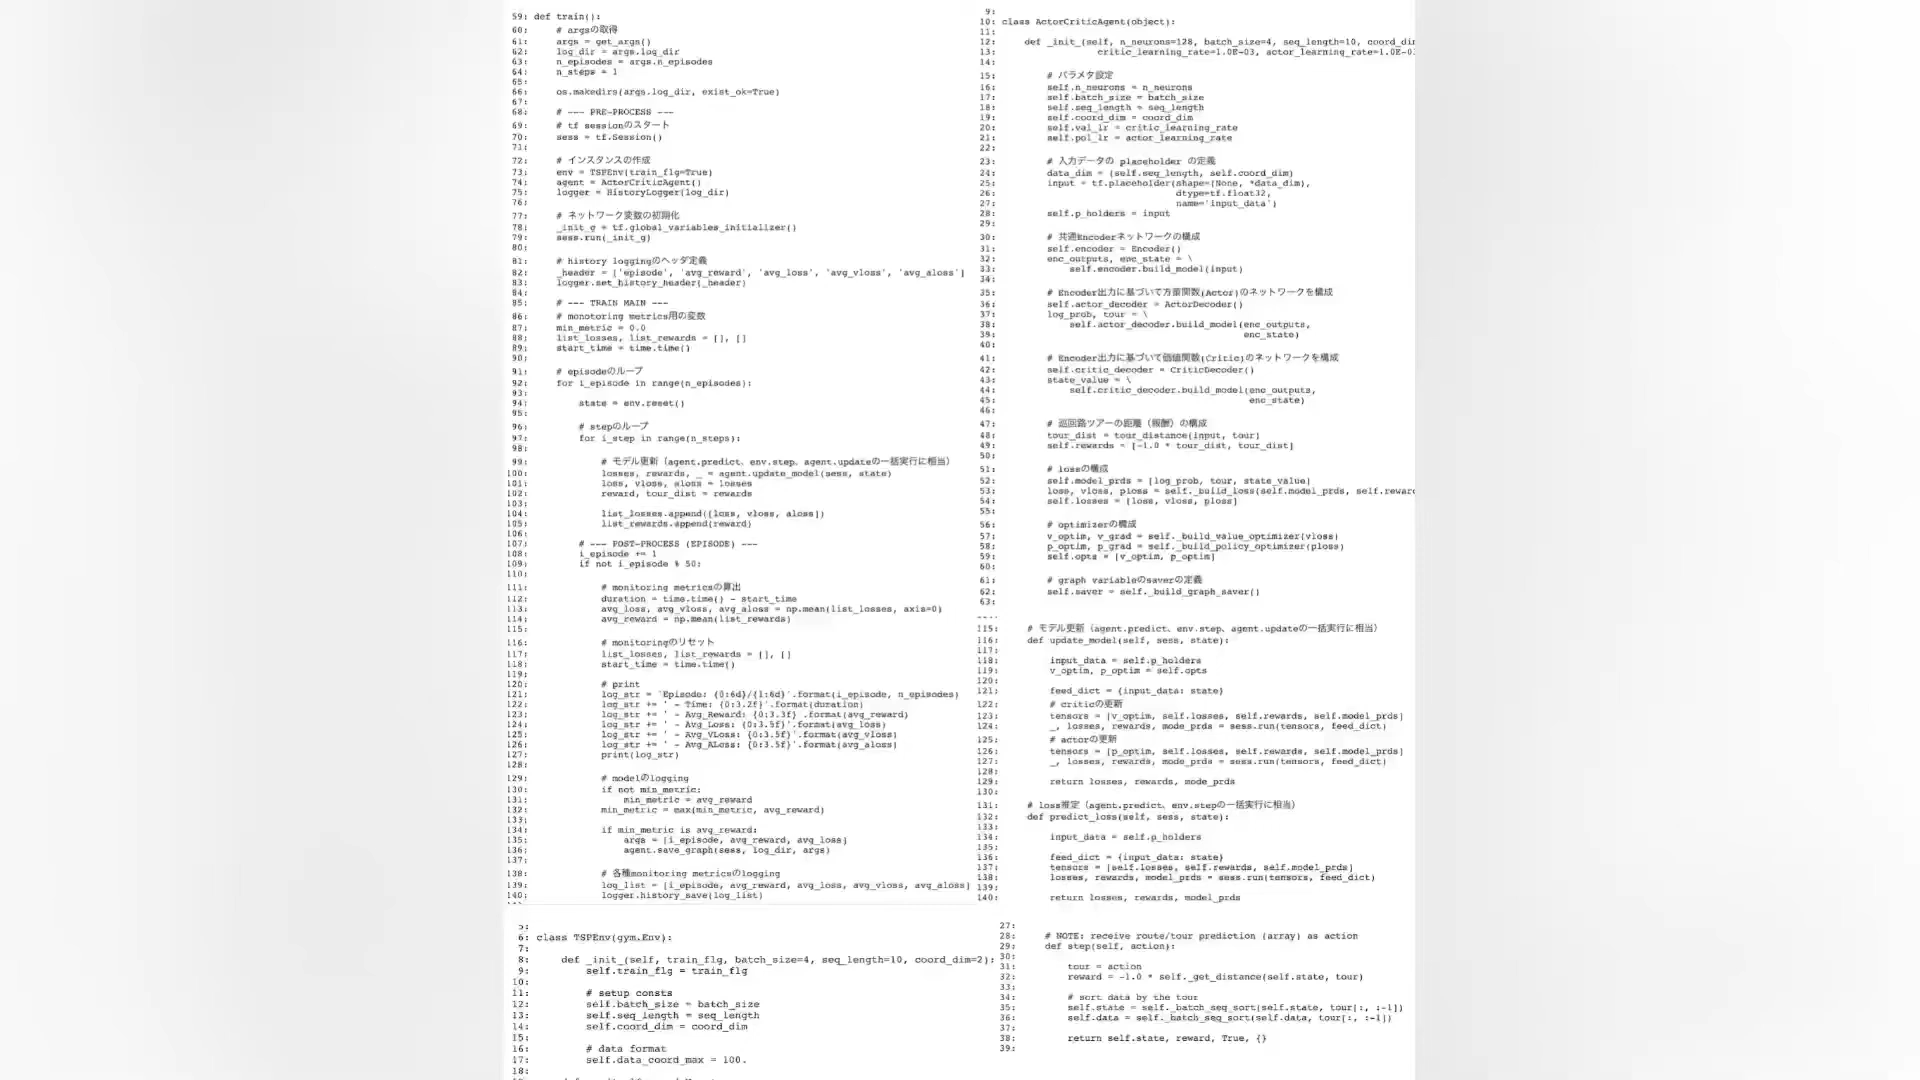 59: def train():
60: # argsの取得
61: args = get_args()
62: log_dir = args.log_dir
63: n_episodes = args.n_episodes
64: n_steps = 1
65:
66: os.makedirs(args.log_dir, exist_ok=True)
67:
68: # --- PRE-PROCESS ---
69: # tf sessionのスタート
70: sess = tf.Session()
71:
72: # インスタンスの作成
73: env = TSPEnv(train_flg=True)
74: agent = ActorCriticAgent()
75: logger = HistoryLogger(log_dir)
76:
77: # ネットワーク変数の初期化
78: _init_g = tf.global_variables_initializer()
79: sess.run(_init_g)
80:
81: # history loggingのヘッダ定義
82: _header = ['episode', 'avg_reward', 'avg_loss', 'avg_vloss', 'avg_aloss']
83: logger.set_history_header(_header)
84:
85: # --- TRAIN MAIN ---
86: # monotoring metrics用の変数
87: min_metric = 0.0
88: list_losses, list_rewards = [], []
89: start_time = time.time()
90:
91: # episodeのループ
92: for i_episode in range(n_episodes):
93:
94: state = env.reset()
95:
96: # stepのループ
97: for i_step in range(n_steps):
98:
99: # モデル更新（agent.predict、env.step、agent.updateの一括実行に相当）
100: losses, rewards, _ = agent.update_model(sess, state)
101: loss, vloss, aloss = losses
102: reward, tour_dist = rewards
103:
104: list_losses.append([loss, vloss, aloss])
105: list_rewards.append(reward)
106:
107: # --- POST-PROCESS (EPISODE) ---
108: i_episode += 1
109: if not i_episode % 50:
110:
111: # monitoring metricsの算出
112: duration = time.time() - start_time
113: avg_loss, avg_vloss, avg_aloss = np.mean(list_losses, axis=0)
114: avg_reward = np.mean(list_rewards)
115:
116: # monitoringのリセット
117: list_losses, list_rewards = [], []
118: start_time = time.time()
119:
120: # print
121: log_str = 'Episode: {0:6d}/{1:6d}'.format(i_episode, n_episodes)
122: log_str += ' - Time: {0:3.2f}'.format(duration)
123: log_str += ' - Avg_Reward: {0:3.3f} .format(avg_reward)
124: log_str += ' - Avg_Loss: {0:3.5f}'.format(avg_loss)
125: log_str += ' - Avg_VLoss: {0:3.5f}'.format(avg_vloss)
126: log_str += ' - Avg_ALoss: {0:3.5f}'.format(avg_aloss)
127: print(log_str)
128:
129: # modelのlogging
130: if not min_metric:
131: min_metric = avg_reward
132: min_metric = max(min_metric, avg_reward)
133:
134: if min_metric is avg_reward:
135: args = [i_episode, avg_reward, avg_loss]
136: agent.save_graph(sess, log_dir, args)
137:
138: # 各種monitoring metricsのlogging
139: log_list = [i_episode, avg_reward, avg_loss, avg_vloss, avg_aloss]
140: logger.history_save(log_list)
9:
10: class ActorCriticAgent(object):
11:
12: def _init_(self, n_neurons=128, batch_size=4, seq_length=10, coord_di
13: critic_learning_rate=1.0E-03, actor_learning_rate=1.0E-0
14:
15: # パラメタ設定
16: self.n_neurons = n_neurons
17: self.batch_size = batch_size
18: self.seq_length = seq_length
19: self.coord_dim = coord_dim
20: self.val_lr = critic_learning_rate
21: self.pol_lr = actor_learning_rate
22:
23: # 入力データの placeholder の定義
24: data_dim = (self.seq_length, self.coord_dim)
25: input = tf.placeholder(shape=[None, *data_dim),
26: dtype=tf.float32,
27: name='input_data')
28: self.p_holders = input
29:
30: # 共通Encoderネットワークの構成
31: self.encoder = Encoder()
32: enc_outputs, enc_state = \
33: self.encoder.build_model(input)
34:
35: # Encoder出力に基づいて方策関数(Actor)のネットワークを構成
36: self.actor_decoder = ActorDecoder()
37: log_prob, tour = \
38: self.actor_decoder.build_model(enc_outputs,
39: enc_state)
40:
41: # Encoder出力に基づいて価値関数(Critic)のネットワークを構成
42: self.critic_decoder = CriticDecoder()
43: state_value = \
44: self.critic_decoder.build_model(enc_outputs,
45: enc_state)
46:
47: # 巡回路ツアーの距離（報酬）の構成
48: tour_dist = tour_distance(input, tour)
49: self.rewards = [-1.0 * tour_dist, tour_dist]
50:
51: # lossの構成
52: self.model_prds = [log_prob, tour, state_value]
53: loss, vloss, ploss = self._build_loss(self.model_prds, self.rewar
54: self.losses = [loss, vloss, ploss]
55:
56: # optimizerの構成
57: v_optim, v_grad = self._build_value_optimizer(vloss)
58: p_optim, p_grad = self._build_policy_optimizer(ploss)
59: self.opts = [v_optim, p_optim]
60:
61: # graph variableのsaverの定義
62: self.saver = self._build_graph_saver()
63:
115: # モデル更新（agent.predict、env.step、agent.updateの一括実行に相当）
116: def update_model(self, sess, state):
117:
118: input_data = self.p_holders
119: v_optim, p_optim = self.opts
120:
121: feed_dict = {input_data: state}
122: # criticの更新
123: tensors = [v_optim, self.losses, self.rewards, self.model_prds]
124: _, losses, rewards, mode_prds = sess.run(tensors, feed_dict)
125: # actorの更新
126: tensors = [p_optim, self.losses, self.rewards, self.model_prds]
127: _, losses, rewards, mode_prds = sess.run(tensors, feed_dict)
128:
129: return losses, rewards, mode_prds
130:
131: # loss推定（agent.predict、env.stepの一括実行に相当）
132: def predict_loss(self, sess, state):
133:
134: input_data = self.p_holders
135:
136: feed_dict = {input_data: state}
137: tensors = [self.losses, self.rewards, self.model_prds]
138: losses, rewards, model_prds = sess.run(tensors, feed_dict)
139:
140: return losses, rewards, model_prds
5:
6: class TSPEnv(gym.Env):
7:
8: def _init_(self, train_flg, batch_size=4, seq_length=10, coord_dim=2):
9: self.train_flg = train_flg
10:
11: # setup consts
12: self.batch_size = batch_size
13: self.seq_length = seq_length
14: self.coord_dim = coord_dim
15:
16: # data format
17: self.data_coord_max = 100.
18:
27:
28: # NOTE: receive route/tour prediction (array) as action
29: def step(self, action):
30:
31: tour = action
32: reward = -1.0 * self._get_distance(self.state, tour)
33:
34: # sort data by the tour
35: self.state = self._batch_seq_sort(self.state, tour[:, :-1])
36: self.data = self._batch_seq_sort(self.data, tour[:, :-1])
37:
38: return self.state, reward, True, {}
39: